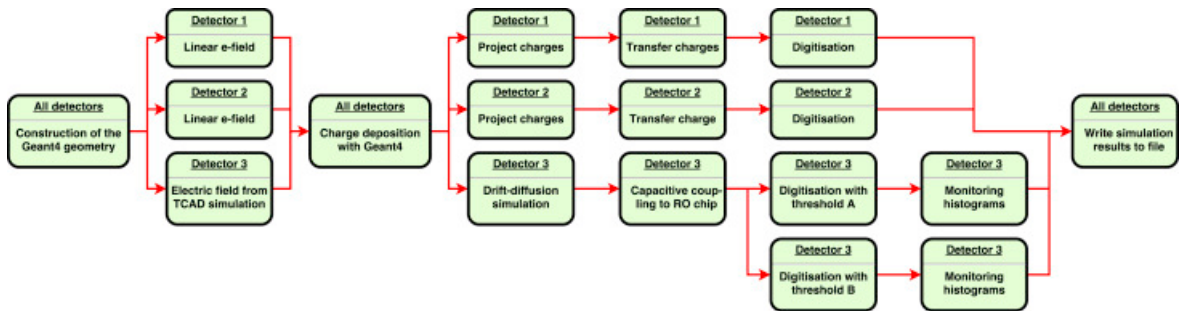 All detectors
Construction of the
Geant4 geometry
Detector 1
Linear e-field
Detector 2
Linear e-field
Detector 3
Electric field from
TCAD simulation
All detectors
Charge deposition
with Geant4
Detector 1
Project charges
Detector 1
Transfer charges
Detector 1
Digitisation
Detector 2
Project charges
Detector 2
Transfer charge
Detector 2
Digitisation
Detector 3
Drift-diffusion
simulation
Detector 3
Capacitive coup-
ling to RO chip
Detector 3
Digitisation with
threshold A
Detector 3
Monitoring
histograms
Detector 3
Digitisation with
threshold B
Detector 3
Monitoring
histograms
All detectors
Write simulation
results to file